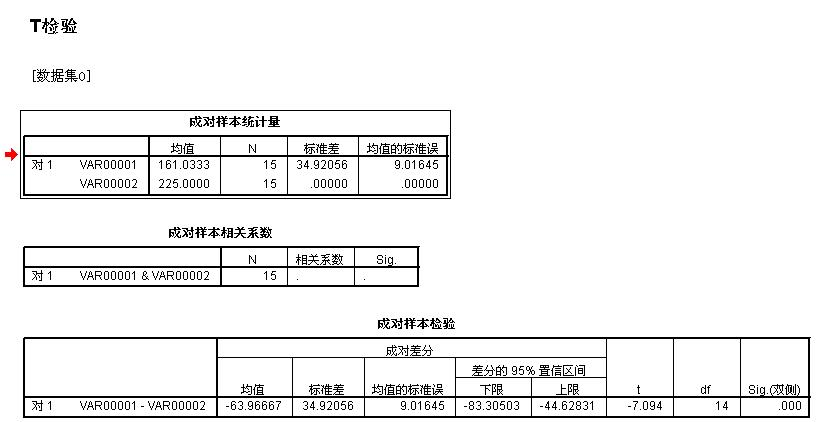 T检验
[数据集0]
成对样本统计量
均值 N 标准差 均值的标准误
对 1 VAR00001 161.0333 15 34.92056 9.01645
VAR00002 225.0000 15 .00000 .00000
成对样本相关系数
N 相关系数 Sig.
对 1 VAR00001 & VAR00002 15 . .
成对样本检验
成对差分
差分的 95% 置信区间
均值 标准差 均值的标准误 下限 上限 t df Sig.(双侧)
对 1 VAR00001 - VAR00002 -63.96667 34.92056 9.01645 -83.30503 -44.62831 -7.094 14 .000